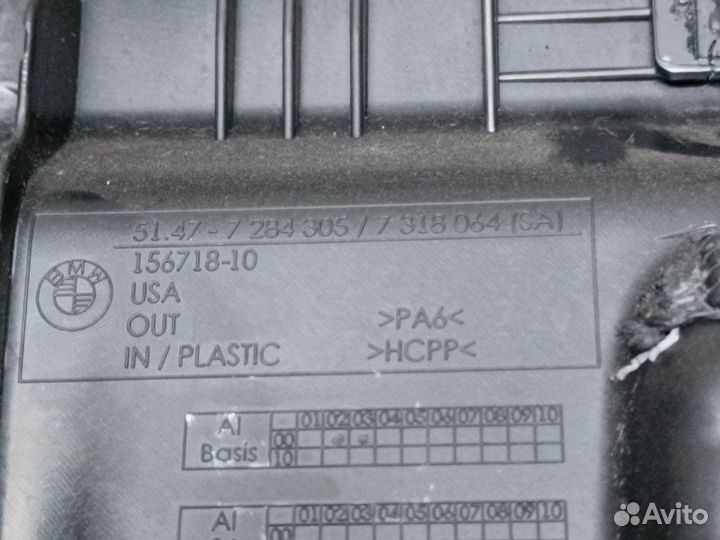 51.47 - 7 284 305 / 7 318 064 (SA)
BMW
156718-10
USA
OUT >PA6<
IN / PLASTIC >HCPP<
AI Basis
01 02 03 04 05 06 07 08 09 10
00
10
AI
01 02 03 04 05 06 07 08 09 10
00
Avito